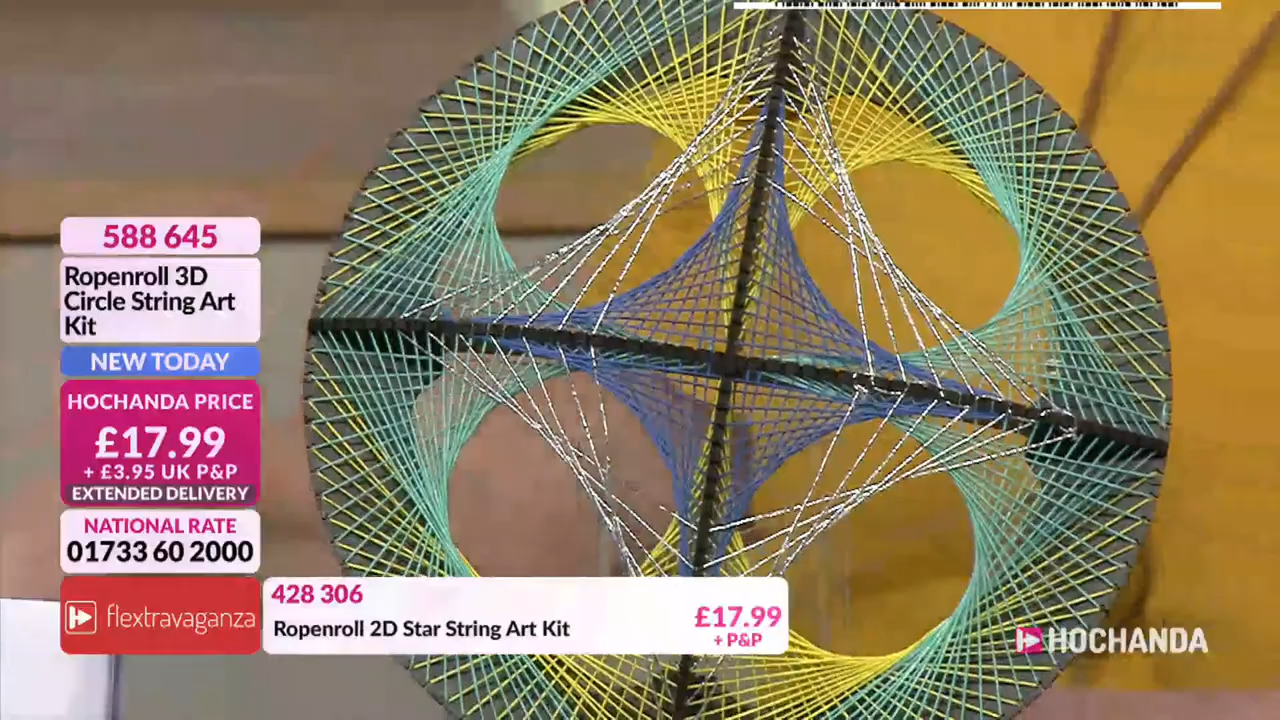 588 645
Ropenroll 3D
Circle String Art
Kit
NEW TODAY
HOCHANDA PRICE
£17.99
+ £3.95 UK P&P
EXTENDED DELIVERY
NATIONAL RATE
01733 60 2000
flextravaganza
428 306
Ropenroll 2D Star String Art Kit
£17.99
+ P&P
HOCHANDA